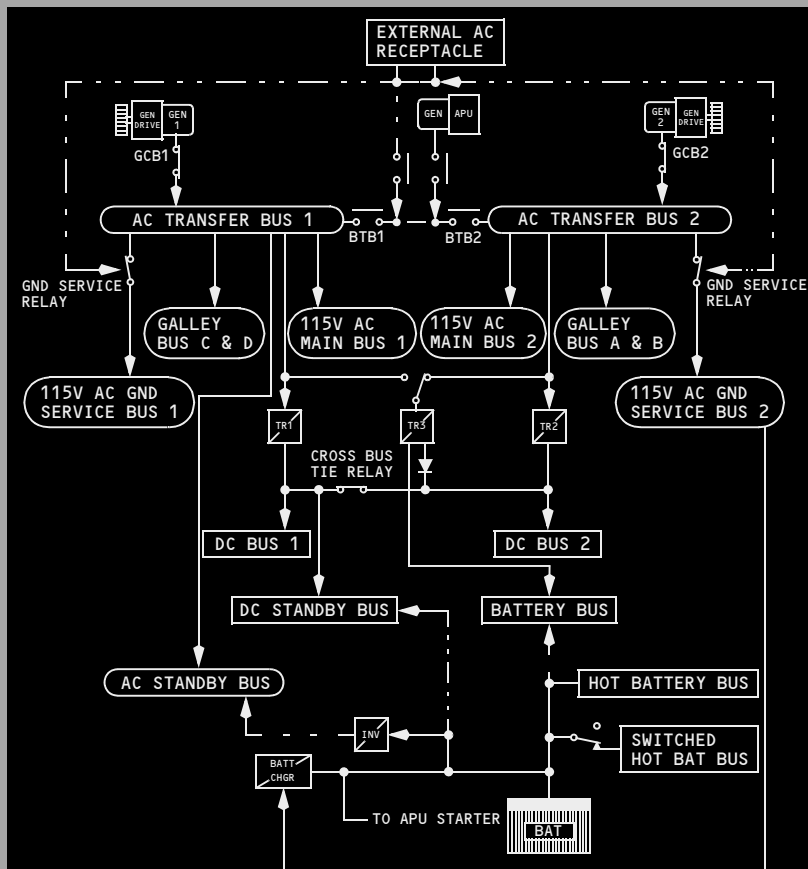 EXTERNAL AC
RECEPTACLE
GEN
DRIVE
GEN
1
GEN
APU
GEN
2
GEN
DRIVE
GCB1
GCB2
AC TRANSFER BUS 1
BTB1
BTB2
AC TRANSFER BUS 2
GND SERVICE
RELAY
GND SERVICE
RELAY
GALLEY
BUS C & D
115V AC
MAIN BUS 1
115V AC
MAIN BUS 2
GALLEY
BUS A & B
115V AC GND
SERVICE BUS 1
115V AC GND
SERVICE BUS 2
TR1
TR3
TR2
CROSS BUS
TIE RELAY
DC BUS 1
DC BUS 2
DC STANDBY BUS
BATTERY BUS
AC STANDBY BUS
HOT BATTERY BUS
INV
SWITCHED
HOT BAT BUS
BATT
CHGR
TO APU STARTER
BAT